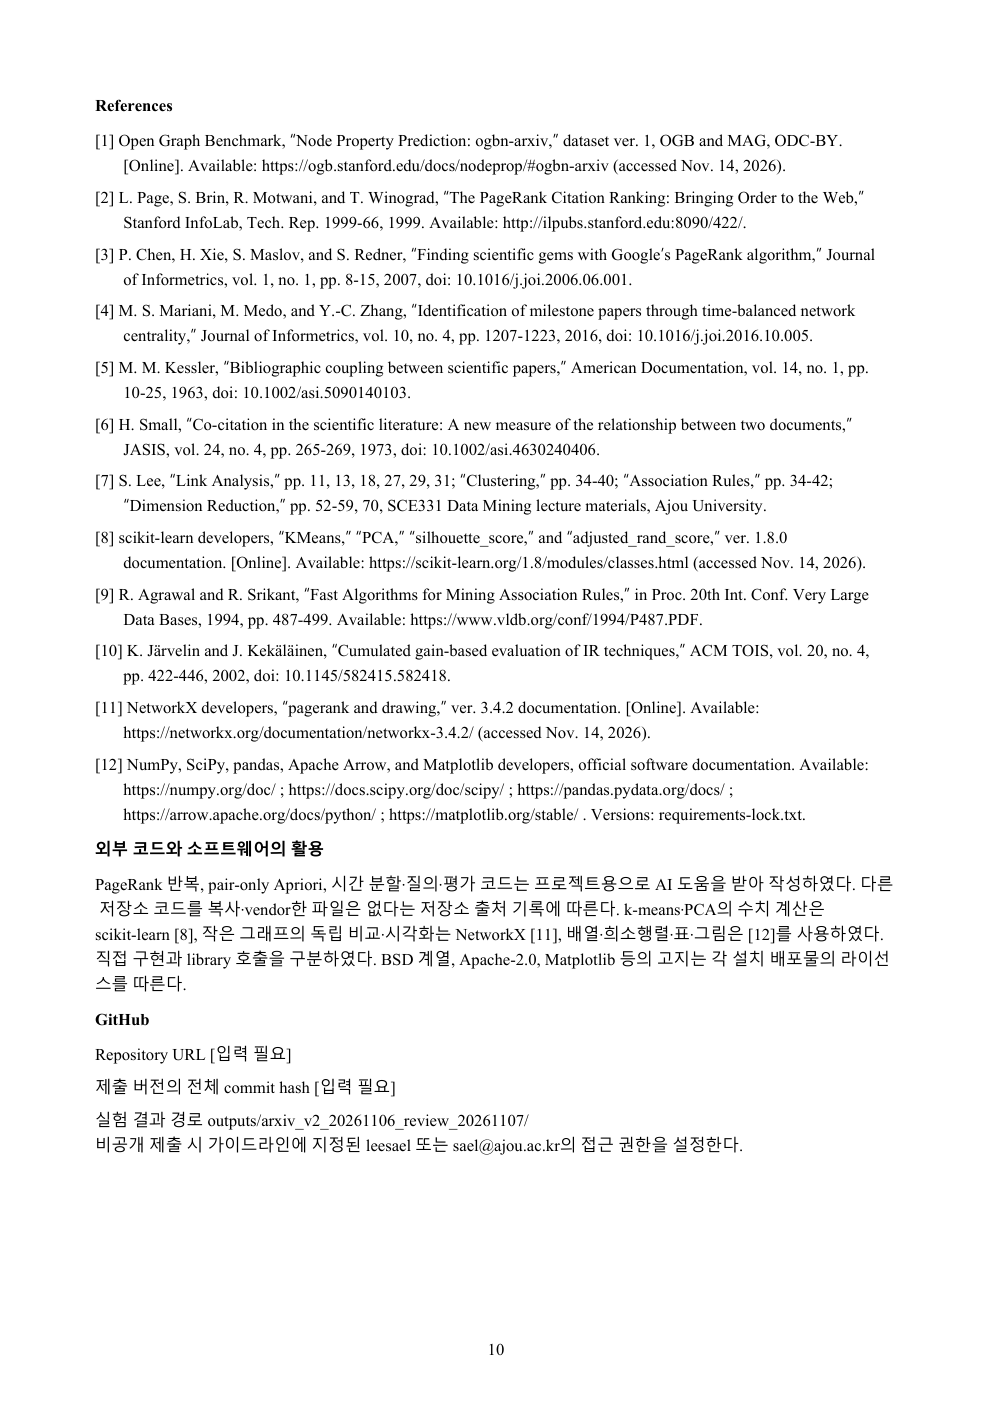 References
[1] Open Graph Benchmark, "Node Property Prediction: ogbn-arxiv," dataset ver. 1, OGB and MAG, ODC-BY.
[Online]. Available: https://ogb.stanford.edu/docs/nodeprop/#ogbn-arxiv (accessed Nov. 14, 2026).
[2] L. Page, S. Brin, R. Motwani, and T. Winograd, "The PageRank Citation Ranking: Bringing Order to the Web,"
Stanford InfoLab, Tech. Rep. 1999-66, 1999. Available: http://ilpubs.stanford.edu:8090/422/.
[3] P. Chen, H. Xie, S. Maslov, and S. Redner, "Finding scientific gems with Google's PageRank algorithm," Journal
of Informetrics, vol. 1, no. 1, pp. 8-15, 2007, doi: 10.1016/j.joi.2006.06.001.
[4] M. S. Mariani, M. Medo, and Y.-C. Zhang, "Identification of milestone papers through time-balanced network
centrality," Journal of Informetrics, vol. 10, no. 4, pp. 1207-1223, 2016, doi: 10.1016/j.joi.2016.10.005.
[5] M. M. Kessler, "Bibliographic coupling between scientific papers," American Documentation, vol. 14, no. 1, pp.
10-25, 1963, doi: 10.1002/asi.5090140103.
[6] H. Small, "Co-citation in the scientific literature: A new measure of the relationship between two documents,"
JASIS, vol. 24, no. 4, pp. 265-269, 1973, doi: 10.1002/asi.4630240406.
[7] S. Lee, "Link Analysis," pp. 11, 13, 18, 27, 29, 31; "Clustering," pp. 34-40; "Association Rules," pp. 34-42;
"Dimension Reduction," pp. 52-59, 70, SCE331 Data Mining lecture materials, Ajou University.
[8] scikit-learn developers, "KMeans," "PCA," "silhouette_score," and "adjusted_rand_score," ver. 1.8.0
documentation. [Online]. Available: https://scikit-learn.org/1.8/modules/classes.html (accessed Nov. 14, 2026).
[9] R. Agrawal and R. Srikant, "Fast Algorithms for Mining Association Rules," in Proc. 20th Int. Conf. Very Large
Data Bases, 1994, pp. 487-499. Available: https://www.vldb.org/conf/1994/P487.PDF.
[10] K. Järvelin and J. Kekäläinen, "Cumulated gain-based evaluation of IR techniques," ACM TOIS, vol. 20, no. 4,
pp. 422-446, 2002, doi: 10.1145/582415.582418.
[11] NetworkX developers, "pagerank and drawing," ver. 3.4.2 documentation. [Online]. Available:
https://networkx.org/documentation/networkx-3.4.2/ (accessed Nov. 14, 2026).
[12] NumPy, SciPy, pandas, Apache Arrow, and Matplotlib developers, official software documentation. Available:
https://numpy.org/doc/ ; https://docs.scipy.org/doc/scipy/ ; https://pandas.pydata.org/docs/ ;
https://arrow.apache.org/docs/python/ ; https://matplotlib.org/stable/ . Versions: requirements-lock.txt.
외부 코드와 소프트웨어의 활용
PageRank 반복, pair-only Apriori, 시간 분할·질의·평가 코드는 프로젝트용으로 AI 도움을 받아 작성하였다. 다른
저장소 코드를 복사·vendor한 파일은 없다는 저장소 출처 기록에 따른다. k-means·PCA의 수치 계산은
scikit-learn [8], 작은 그래프의 독립 비교·시각화는 NetworkX [11], 배열·희소행렬·표·그림은 [12]를 사용하였다.
직접 구현과 library 호출을 구분하였다. BSD 계열, Apache-2.0, Matplotlib 등의 고지는 각 설치 배포물의 라이선
스를 따른다.
GitHub
Repository URL [입력 필요]
제출 버전의 전체 commit hash [입력 필요]
실험 결과 경로 outputs/arxiv_v2_20261106_review_20261107/
비공개 제출 시 가이드라인에 지정된 leesael 또는 sael@ajou.ac.kr의 접근 권한을 설정한다.
10